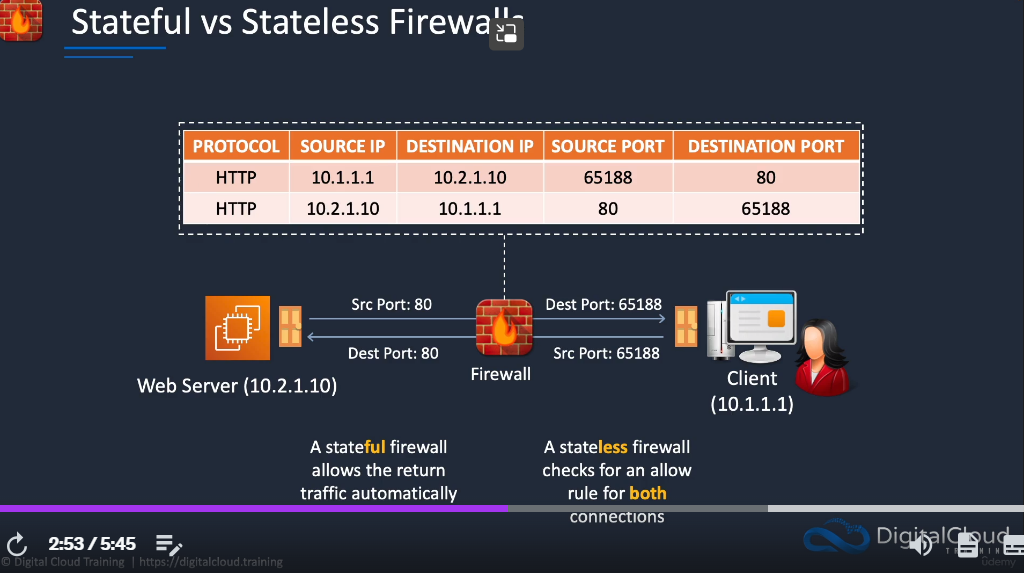 Stateful vs Stateless Firewalls
PROTOCOL SOURCE IP DESTINATION IP SOURCE PORT DESTINATION PORT
HTTP 10.1.1.1 10.2.1.10 65188 80
HTTP 10.2.1.10 10.1.1.1 80 65188
Src Port: 80 Dest Port: 65188
Dest Port: 80 Src Port: 65188
Firewall
Web Server (10.2.1.10)
Client
(10.1.1.1)
A stateful firewall
allows the return
traffic automatically
A stateless firewall
checks for an allow
rule for both
connections
2:53 / 5:45
DigitalCloud
TRAINING
© Digital Cloud Training | https://digitalcloud.training
Udemy